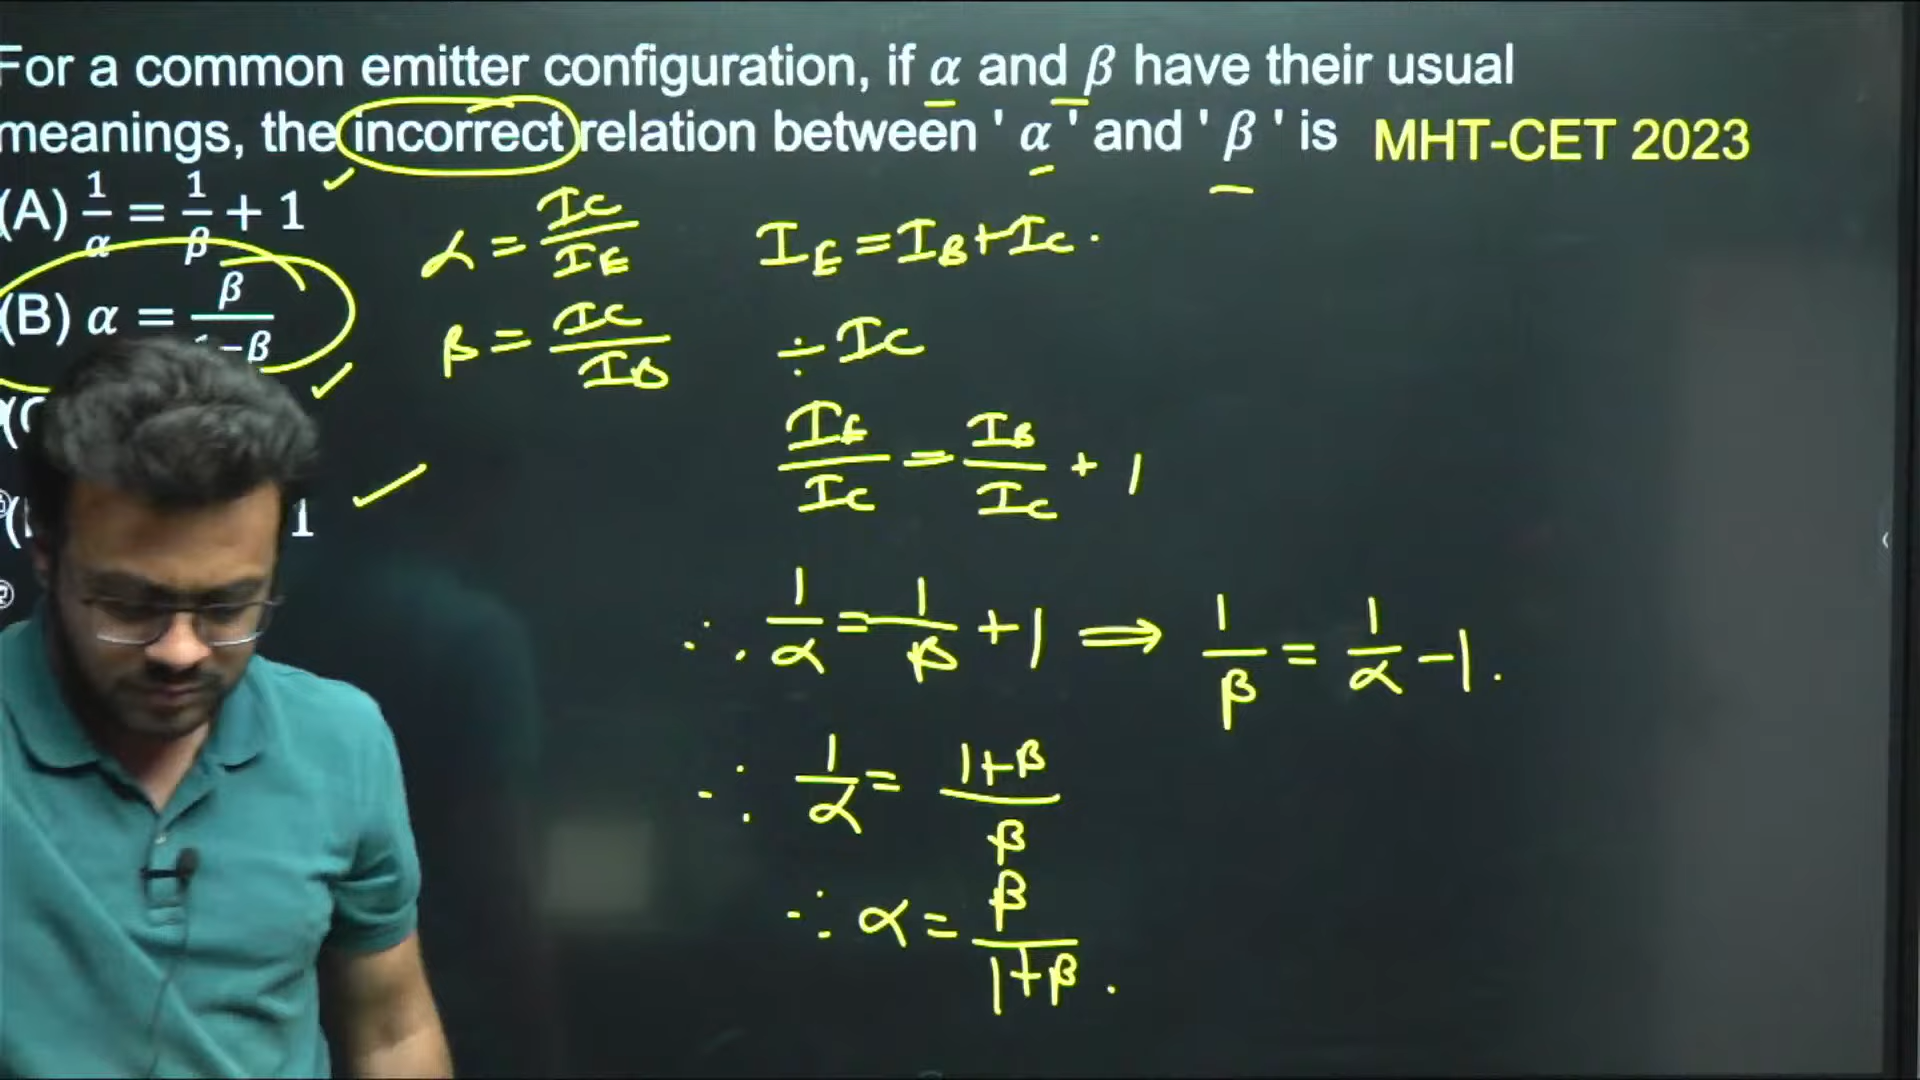 For a common emitter configuration, if α and β have their usual
meanings, the incorrect relation between ' α ' and ' β ' is MHT-CET 2023
(A) 1/α = 1/β + 1
(B) α = β/1−β
1
α = IC/IE
β = IC/IB
IE = IB + IC.
÷ IC
IE/IC = IB/IC + 1
∴ 1/α = 1/β + 1 ⟹ 1/β = 1/α − 1.
∴ 1/α = 1+β/β
∴ α = β/1+β.